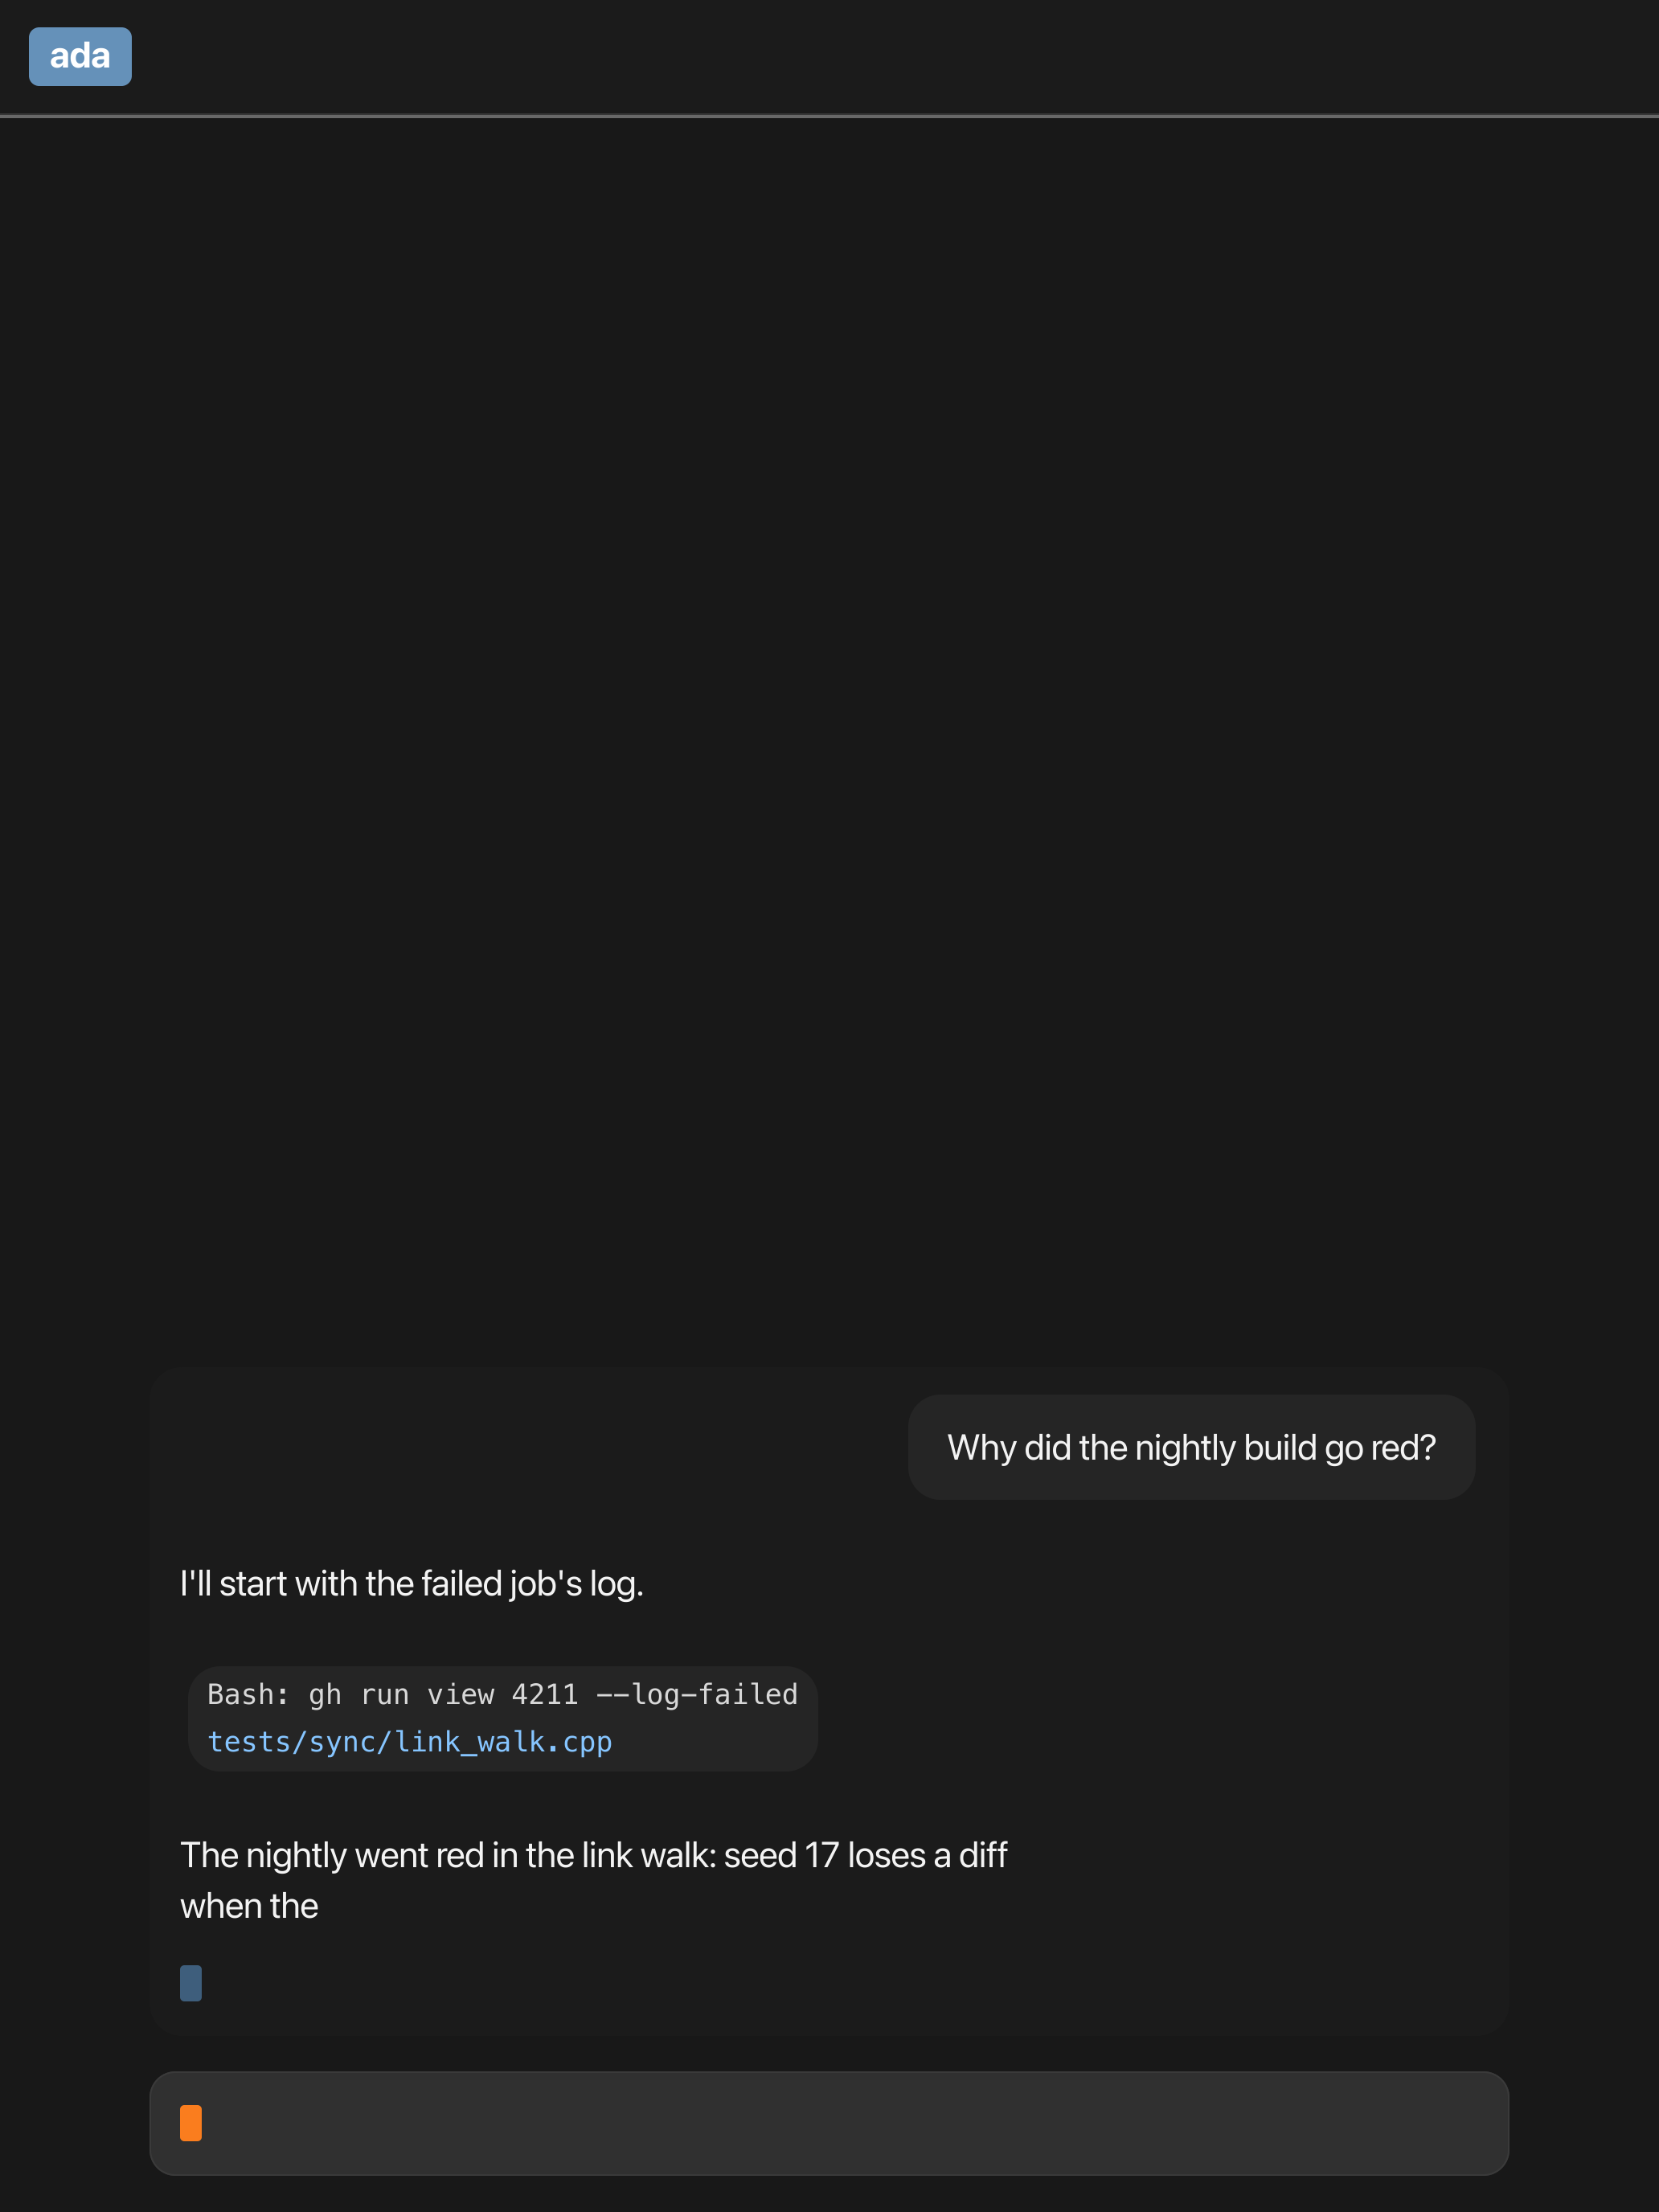 ada
Why did the nightly build go red?
I'll start with the failed job's log.
Bash: gh run view 4211 --log-failed
tests/sync/link_walk.cpp
The nightly went red in the link walk: seed 17 loses a diff
when the